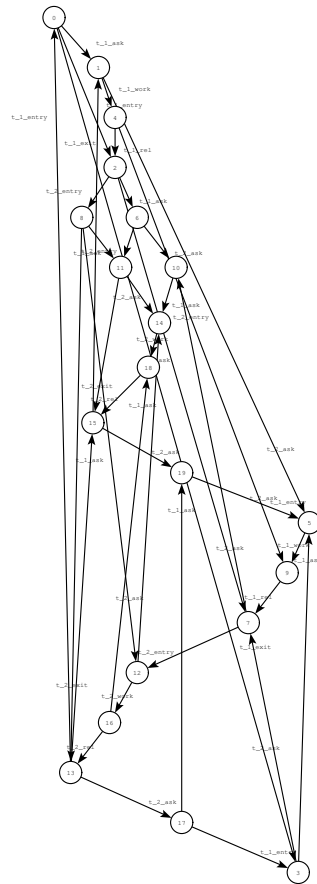 0
t_1_ask
1
t_1_work
4
t_1_entry
t_1_exit
t_1_rel
2
t_2_entry
t_1_ask
8
6
t_2_ask
11
10
t_2_ask
t_1_ask
t_2_entry
14
18
t_2_exit
t_1_ask
15
t_2_ask
t_2_ask
t_1_ask
19
t_1_ask
5
t_2_ask
9
t_1_rel
t_2_ask
7
t_1_exit
t_2_entry
12
t_2_exit
t_2_work
16
t_2_rel
t_2_ask
13
t_2_ask
17
t_1_entry
3